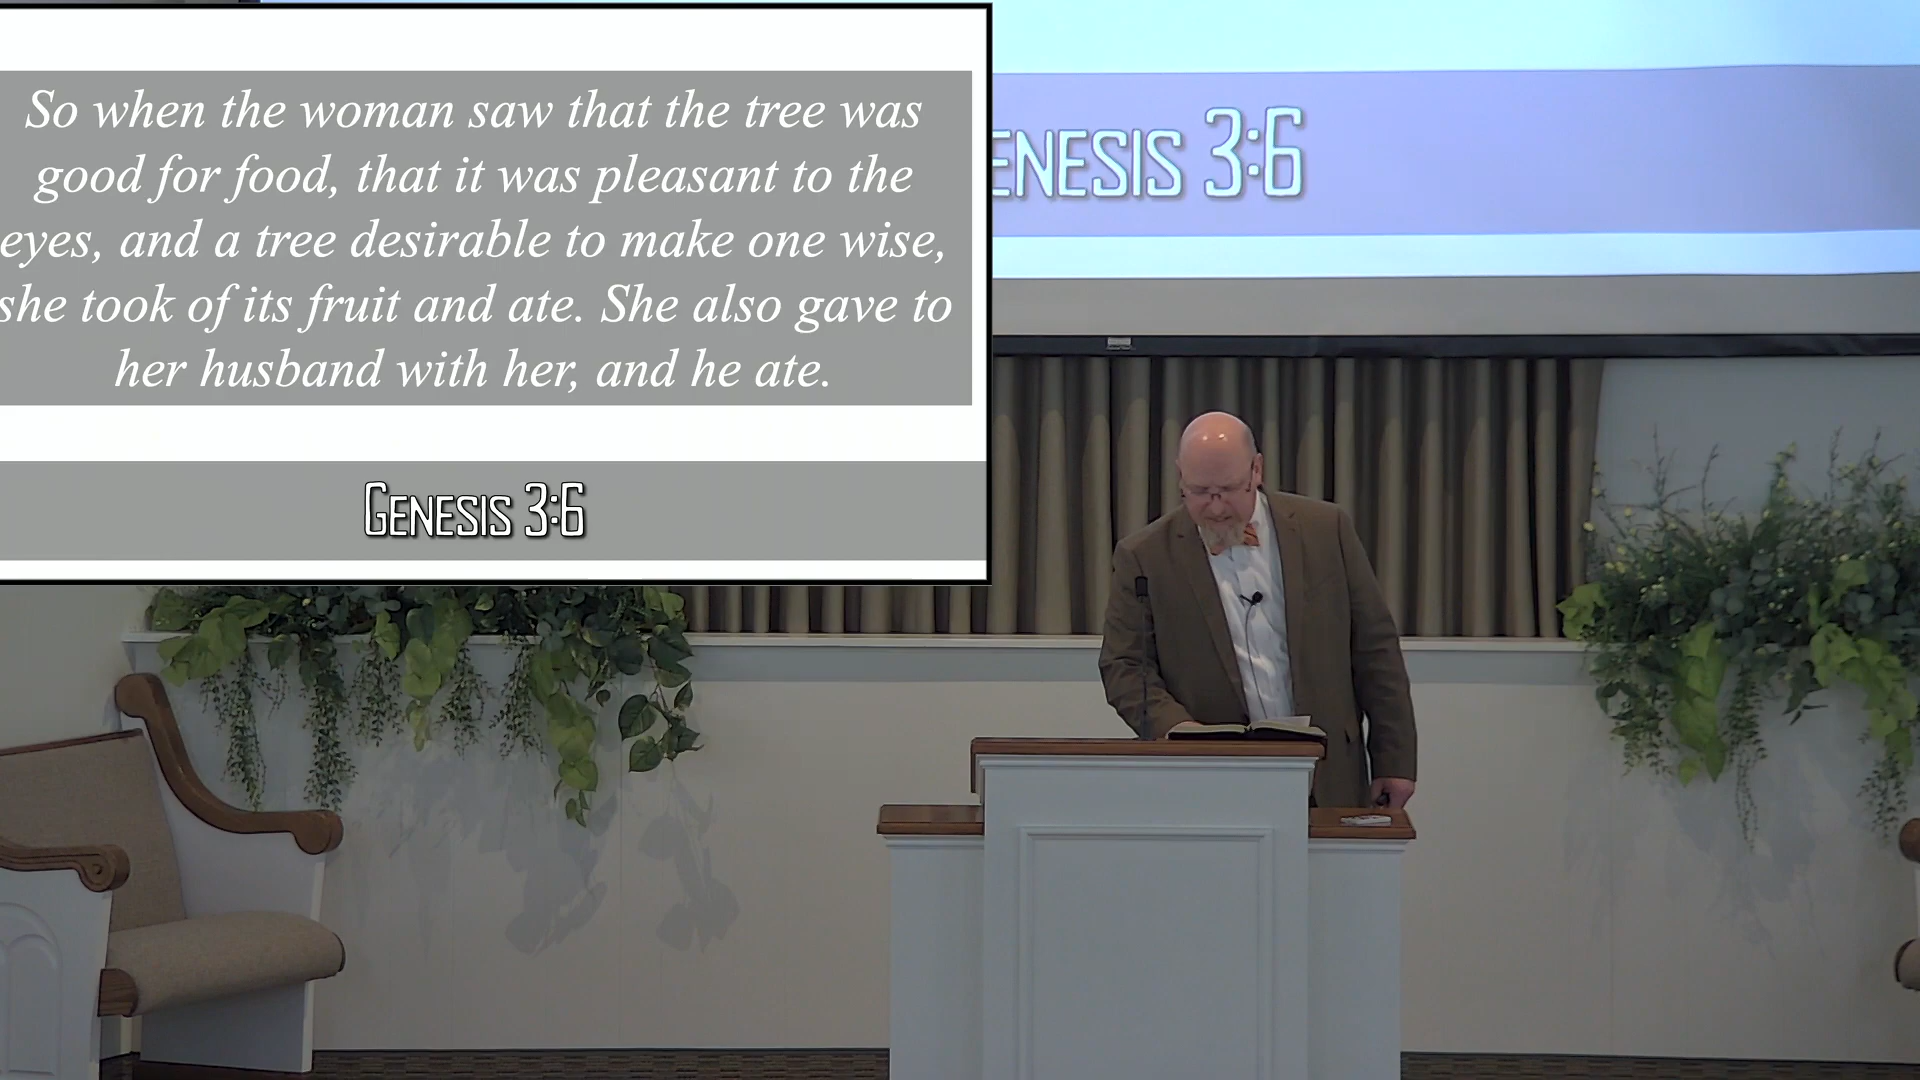 So when the woman saw that the tree was
good for food, that it was pleasant to the
eyes, and a tree desirable to make one wise,
she took of its fruit and ate. She also gave to
her husband with her, and he ate.
GENESIS 3:6
ENESIS 3:6